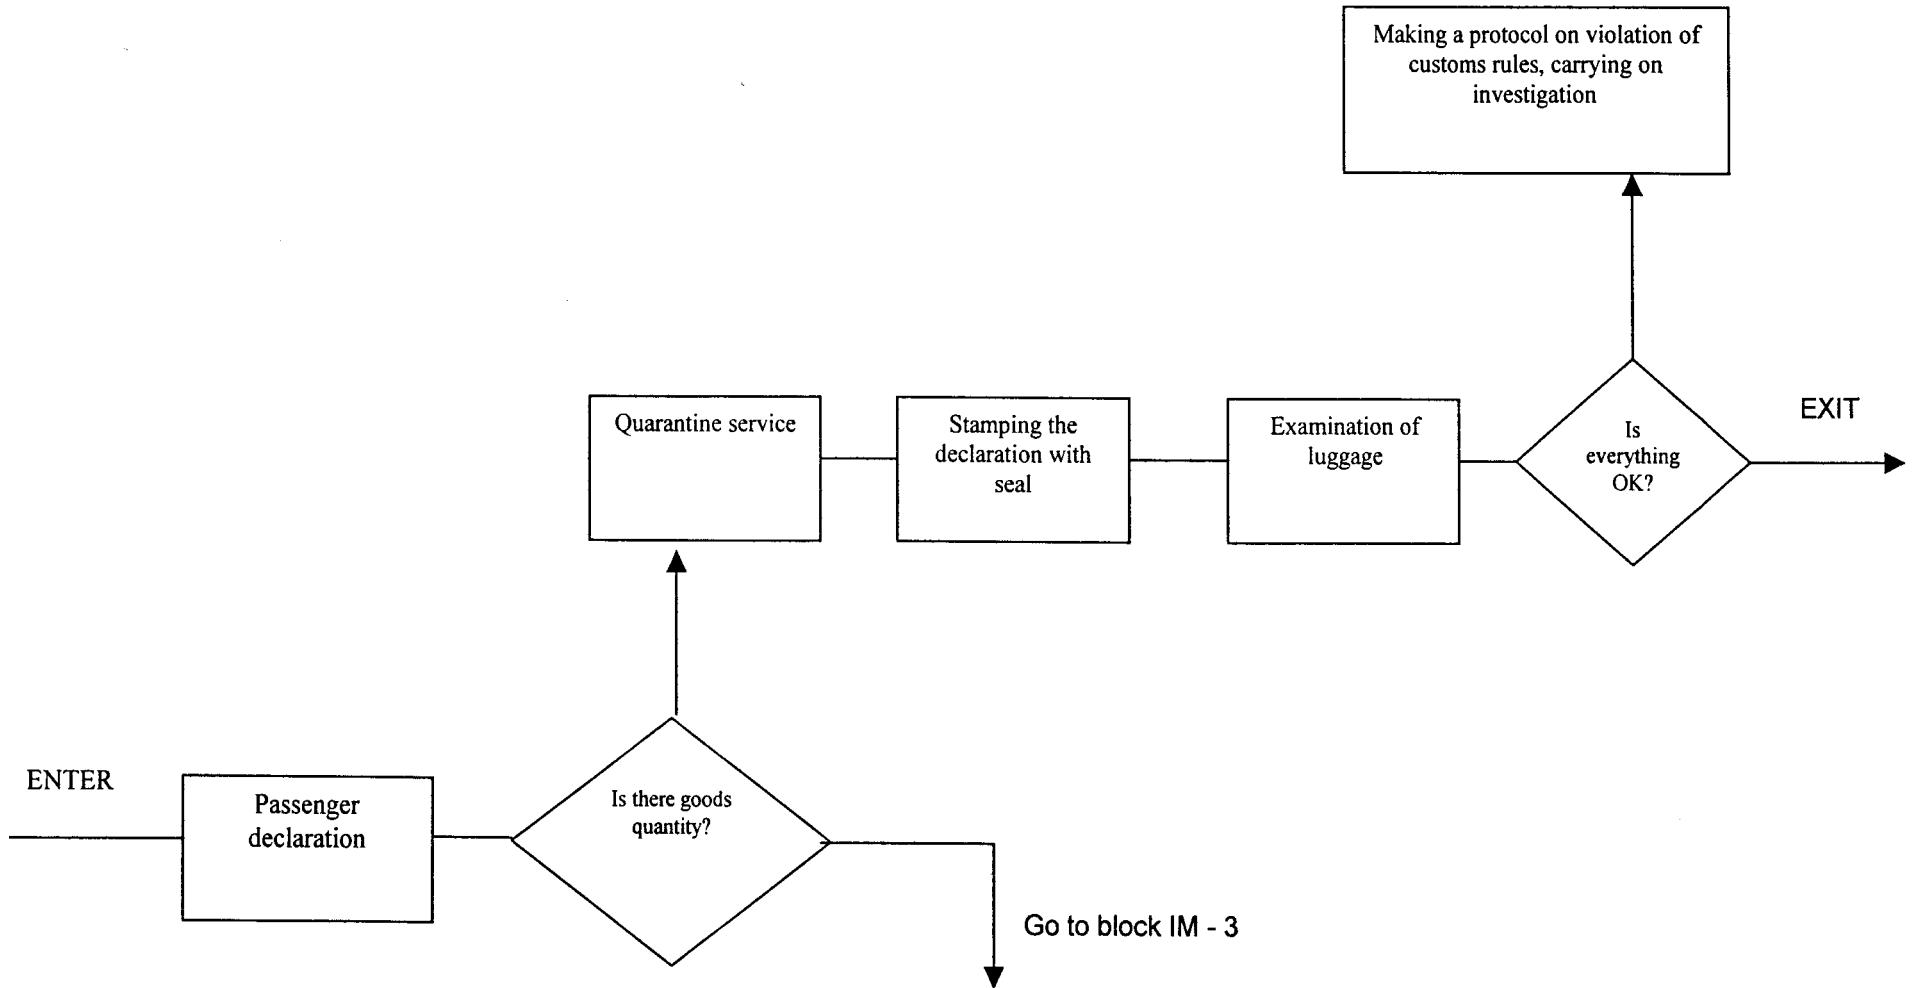 Making a protocol on violation of
customs rules, carrying on
investigation
Quarantine service
Stamping the
declaration with
seal
Examination of
luggage
Is
everything
OK?
EXIT
ENTER
Passenger
declaration
Is there goods
quantity?
Go to block IM - 3